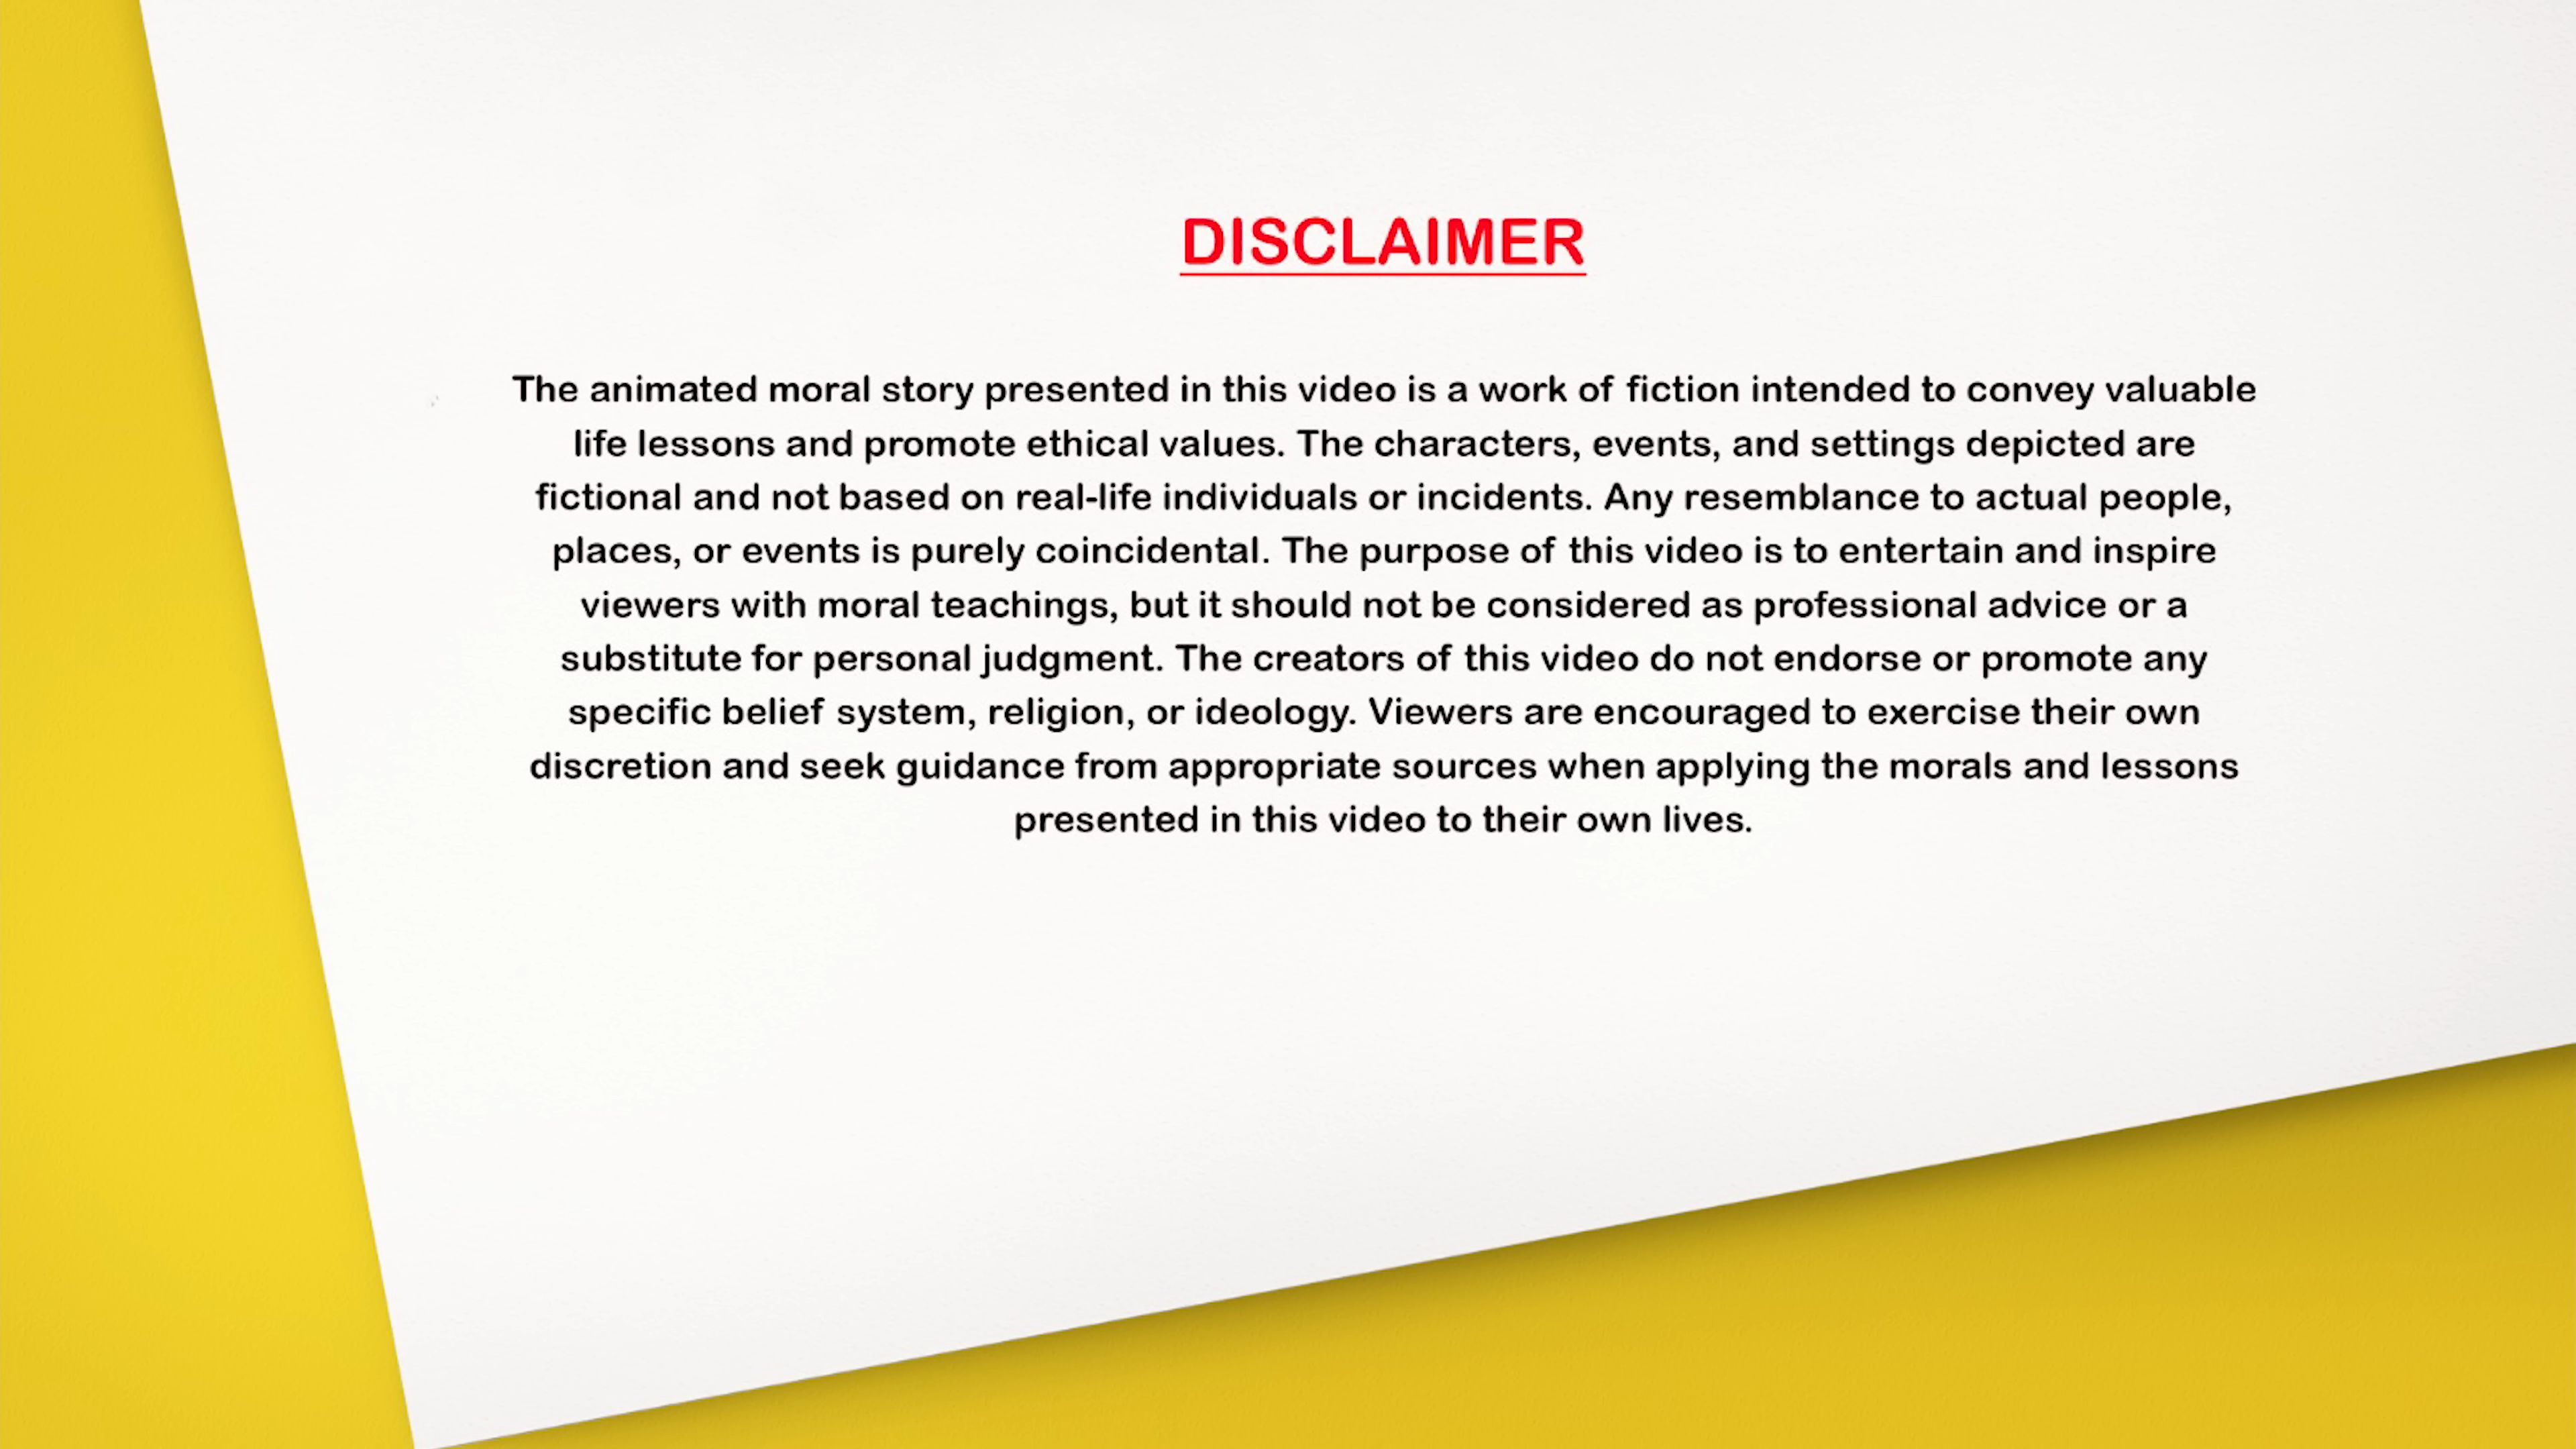 DISCLAIMER
The animated moral story presented in this video is a work of fiction intended to convey valuable
life lessons and promote ethical values. The characters, events, and settings depicted are
fictional and not based on real-life individuals or incidents. Any resemblance to actual people,
places, or events is purely coincidental. The purpose of this video is to entertain and inspire
viewers with moral teachings, but it should not be considered as professional advice or a
substitute for personal judgment. The creators of this video do not endorse or promote any
specific belief system, religion, or ideology. Viewers are encouraged to exercise their own
discretion and seek guidance from appropriate sources when applying the morals and lessons
presented in this video to their own lives.